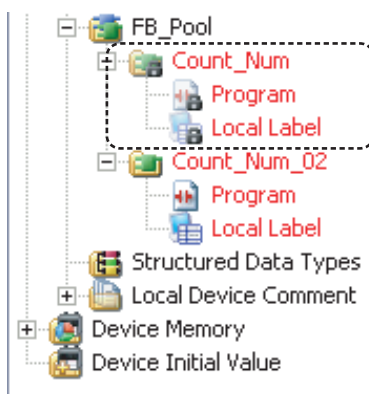 FB_Pool
Count_Num
Program
Local Label
Count_Num_02
Program
Local Label
Structured Data Types
Local Device Comment
Device Memory
Device Initial Value